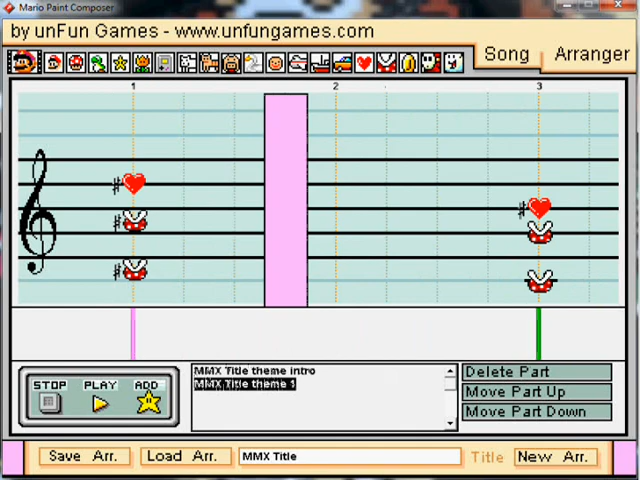 Mario Paint Composer
by unFun Games - www.unfungames.com
Song Arranger
1 2 3
STOP PLAY ADD
MMX Title theme intro
MMX Title theme 1
Delete Part
Move Part Up
Move Part Down
Save Arr. Load Arr. MMX Title Title New Arr.